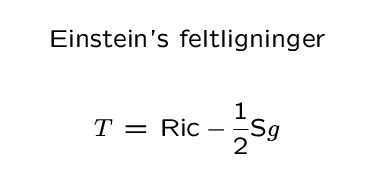 Einstein's feltligninger
T = Ric − 1/2 Sg